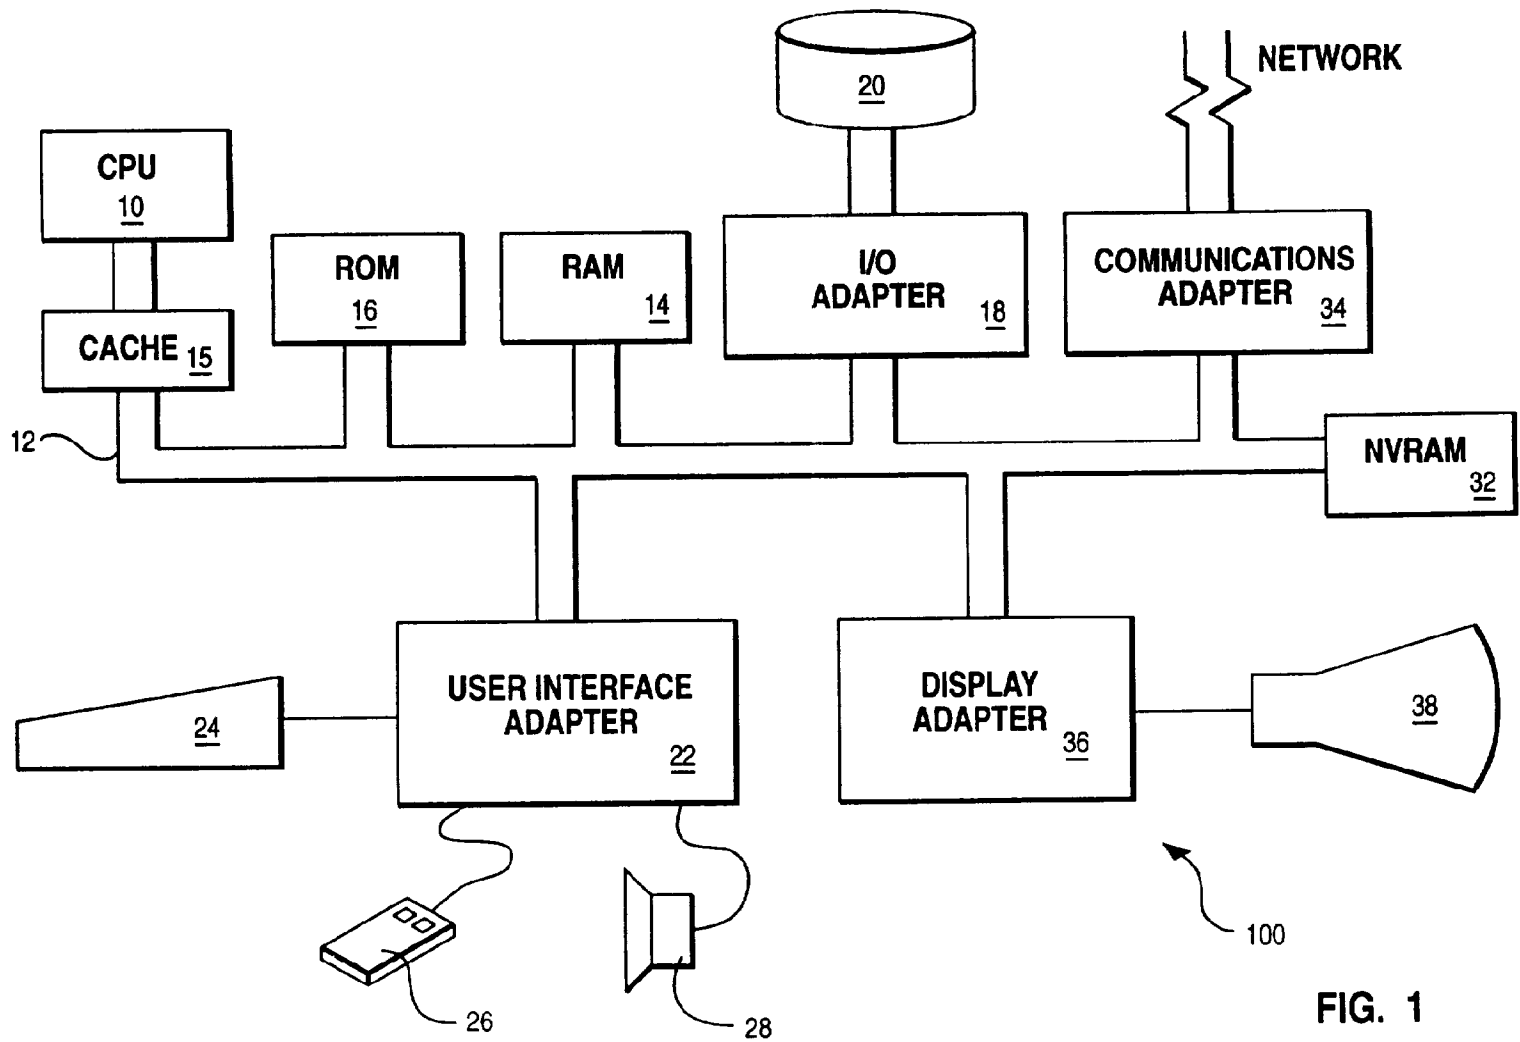 20
NETWORK
CPU
10
ROM
16
RAM
14
I/O
ADAPTER
18
COMMUNICATIONS
ADAPTER
34
CACHE 15
12
NVRAM
32
USER INTERFACE
ADAPTER
22
24
DISPLAY
ADAPTER
36
38
26
28
100
FIG. 1